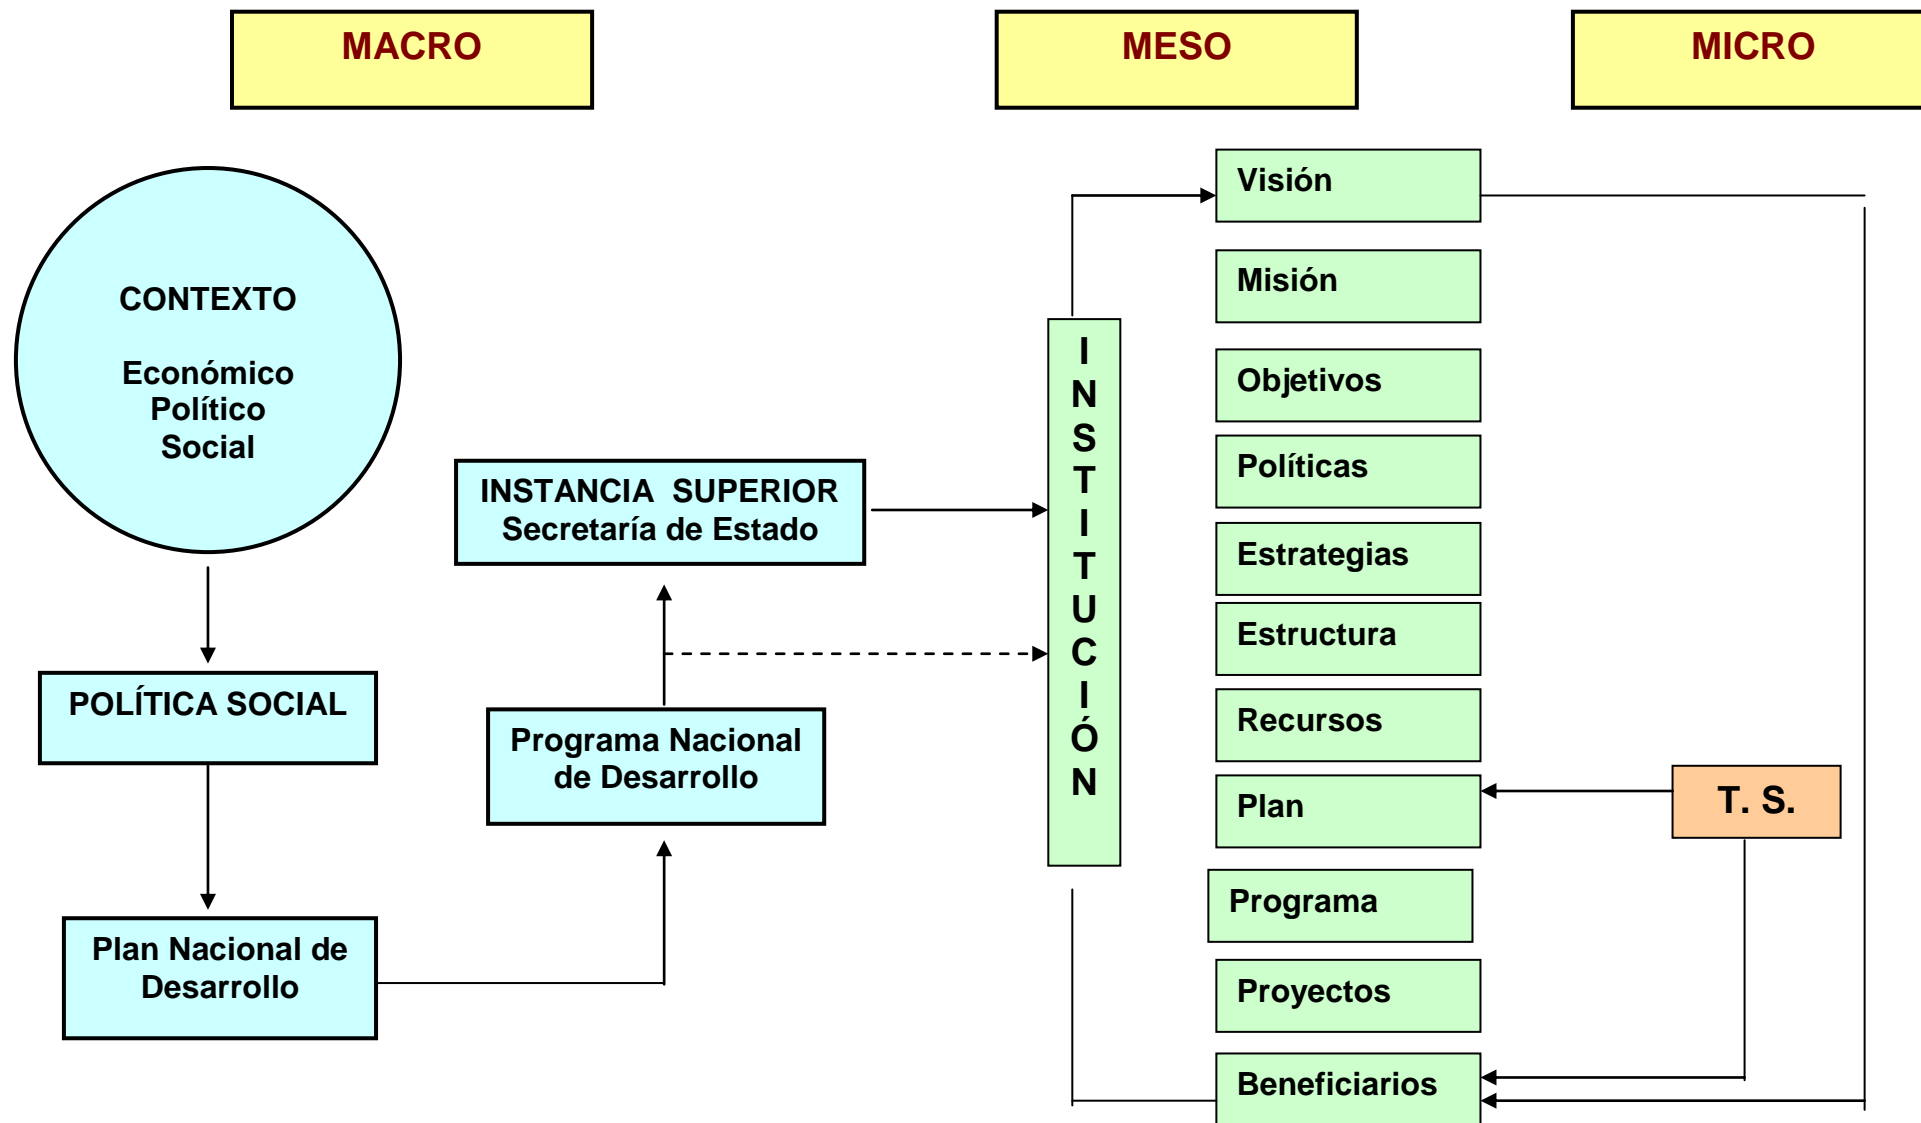 MACRO
MESO
MICRO
CONTEXTO
Económico
Político
Social
POLÍTICA SOCIAL
Plan Nacional de
Desarrollo
INSTANCIA SUPERIOR
Secretaría de Estado
Programa Nacional
de Desarrollo
I
N
S
T
I
T
U
C
I
Ó
N
Visión
Misión
Objetivos
Políticas
Estrategias
Estructura
Recursos
Plan
Programa
Proyectos
Beneficiarios
T. S.